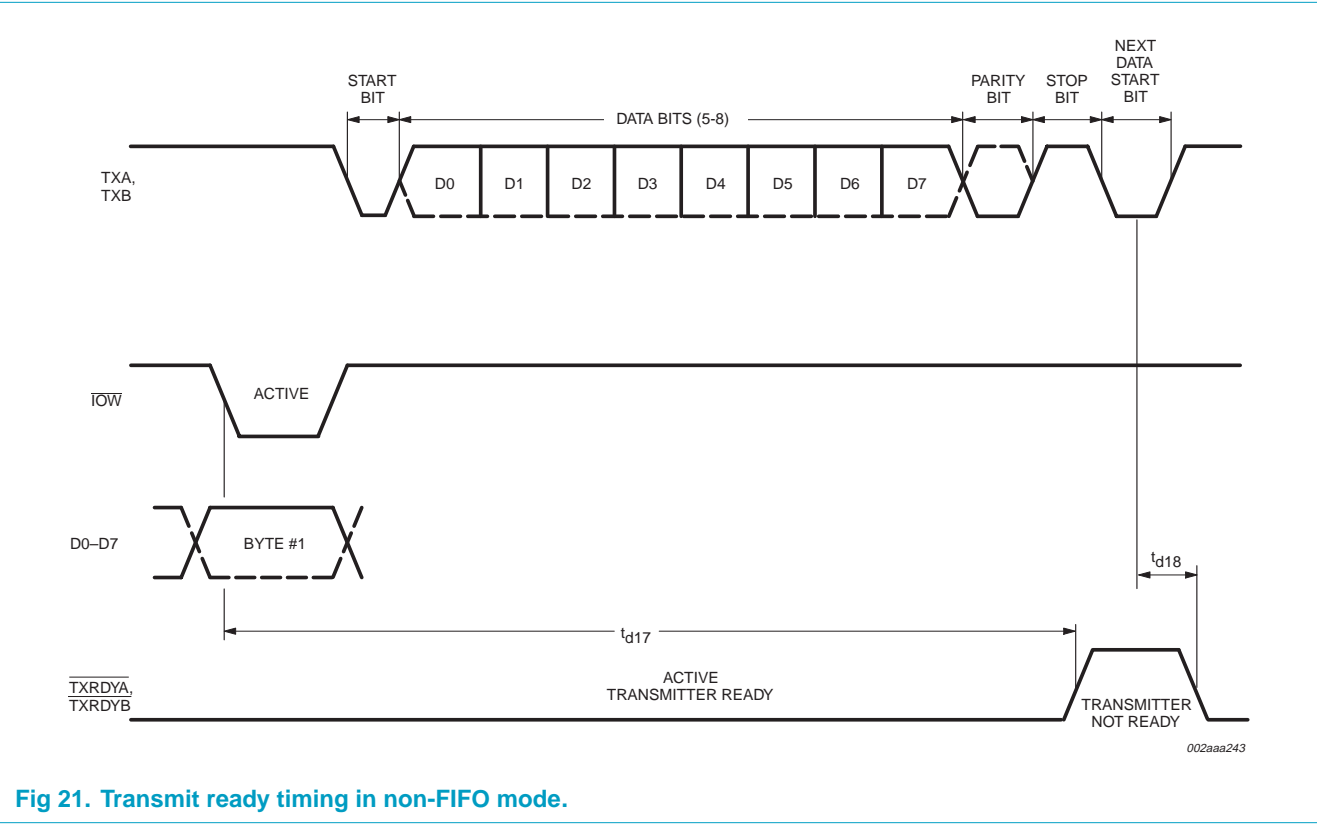 NEXT
DATA
START
BIT
START
BIT
PARITY
BIT
STOP
BIT
DATA BITS (5-8)
TXA,
TXB
D0 D1 D2 D3 D4 D5 D6 D7
IOW
ACTIVE
D0–D7
BYTE #1
td18
td17
TXRDYA,
TXRDYB
ACTIVE
TRANSMITTER READY
TRANSMITTER
NOT READY
002aaa243
Fig 21. Transmit ready timing in non-FIFO mode.